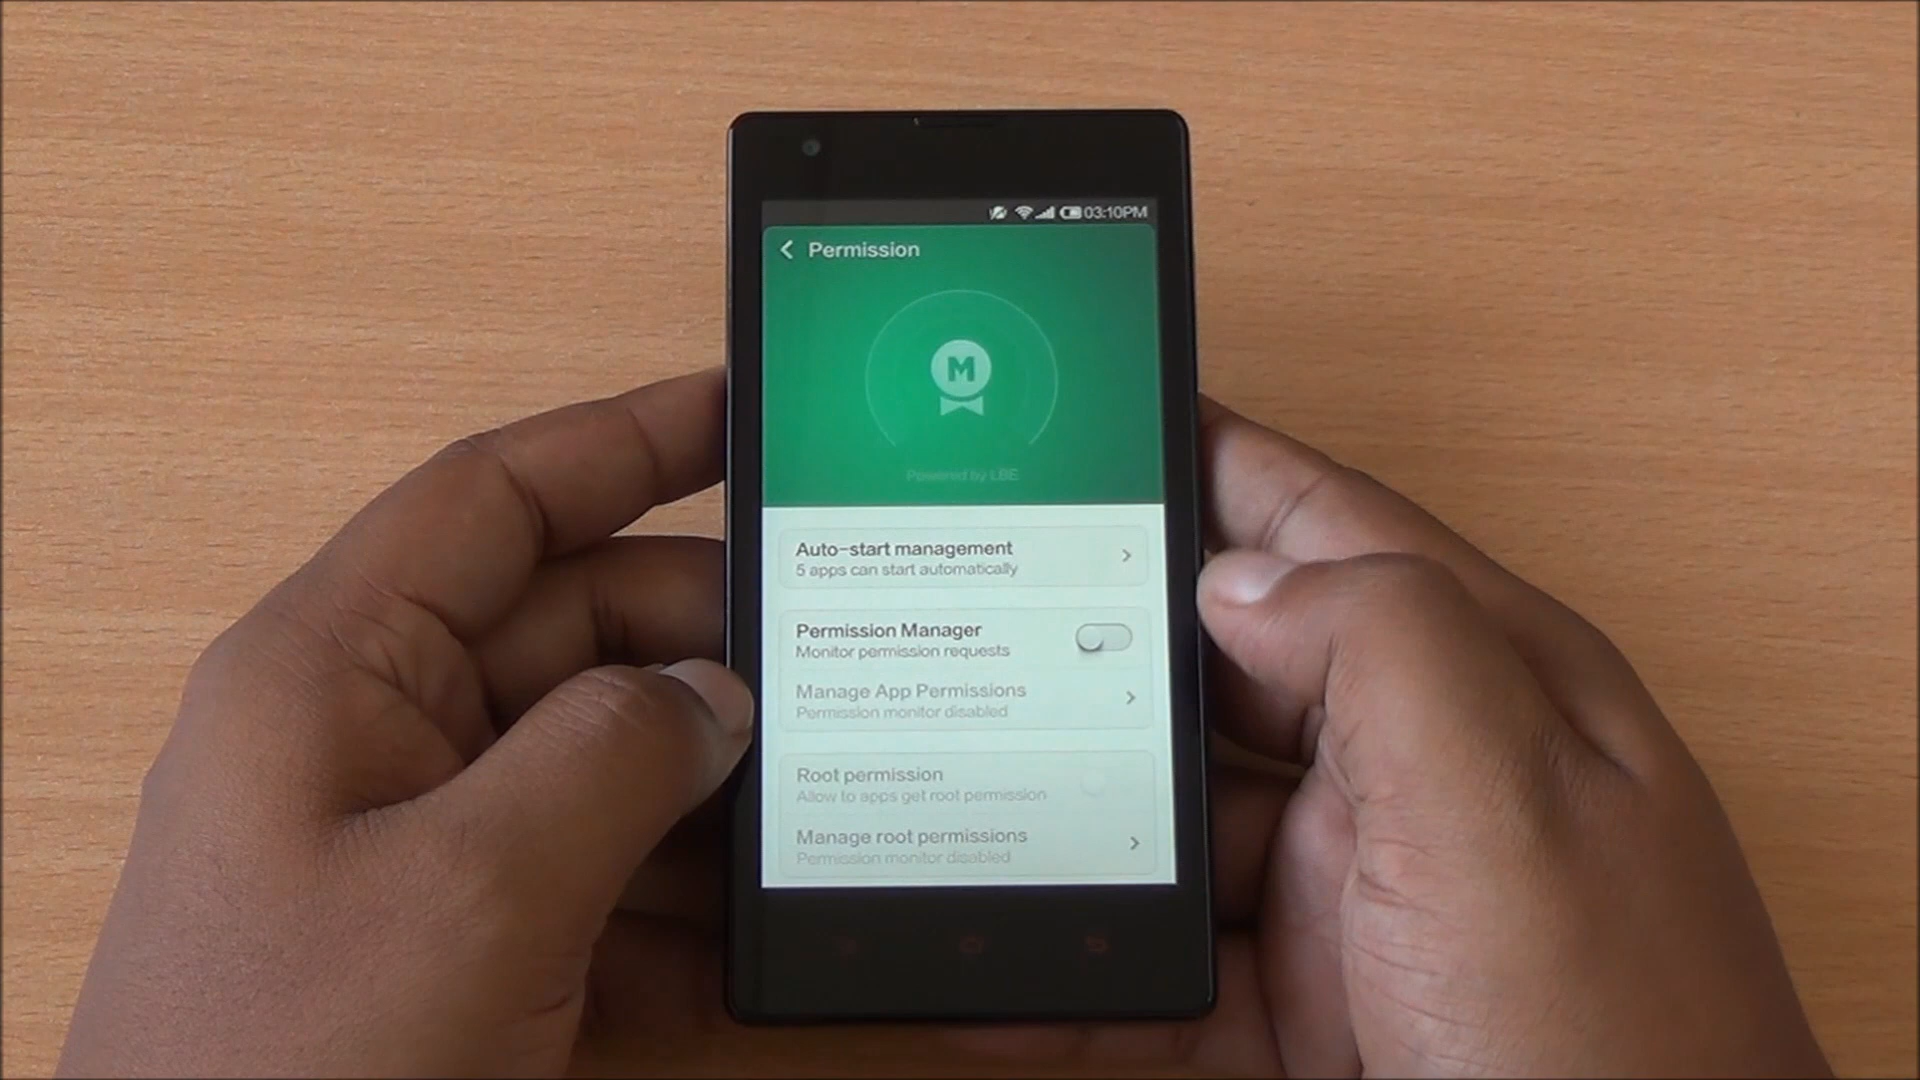 03:10PM
Permission
M
Powered by LBE
Auto-start management
5 apps can start automatically
Permission Manager
Monitor permission requests
Manage App Permissions
Permission monitor disabled
Root permission
Allow to apps get root permission
Manage root permissions
Permission monitor disabled